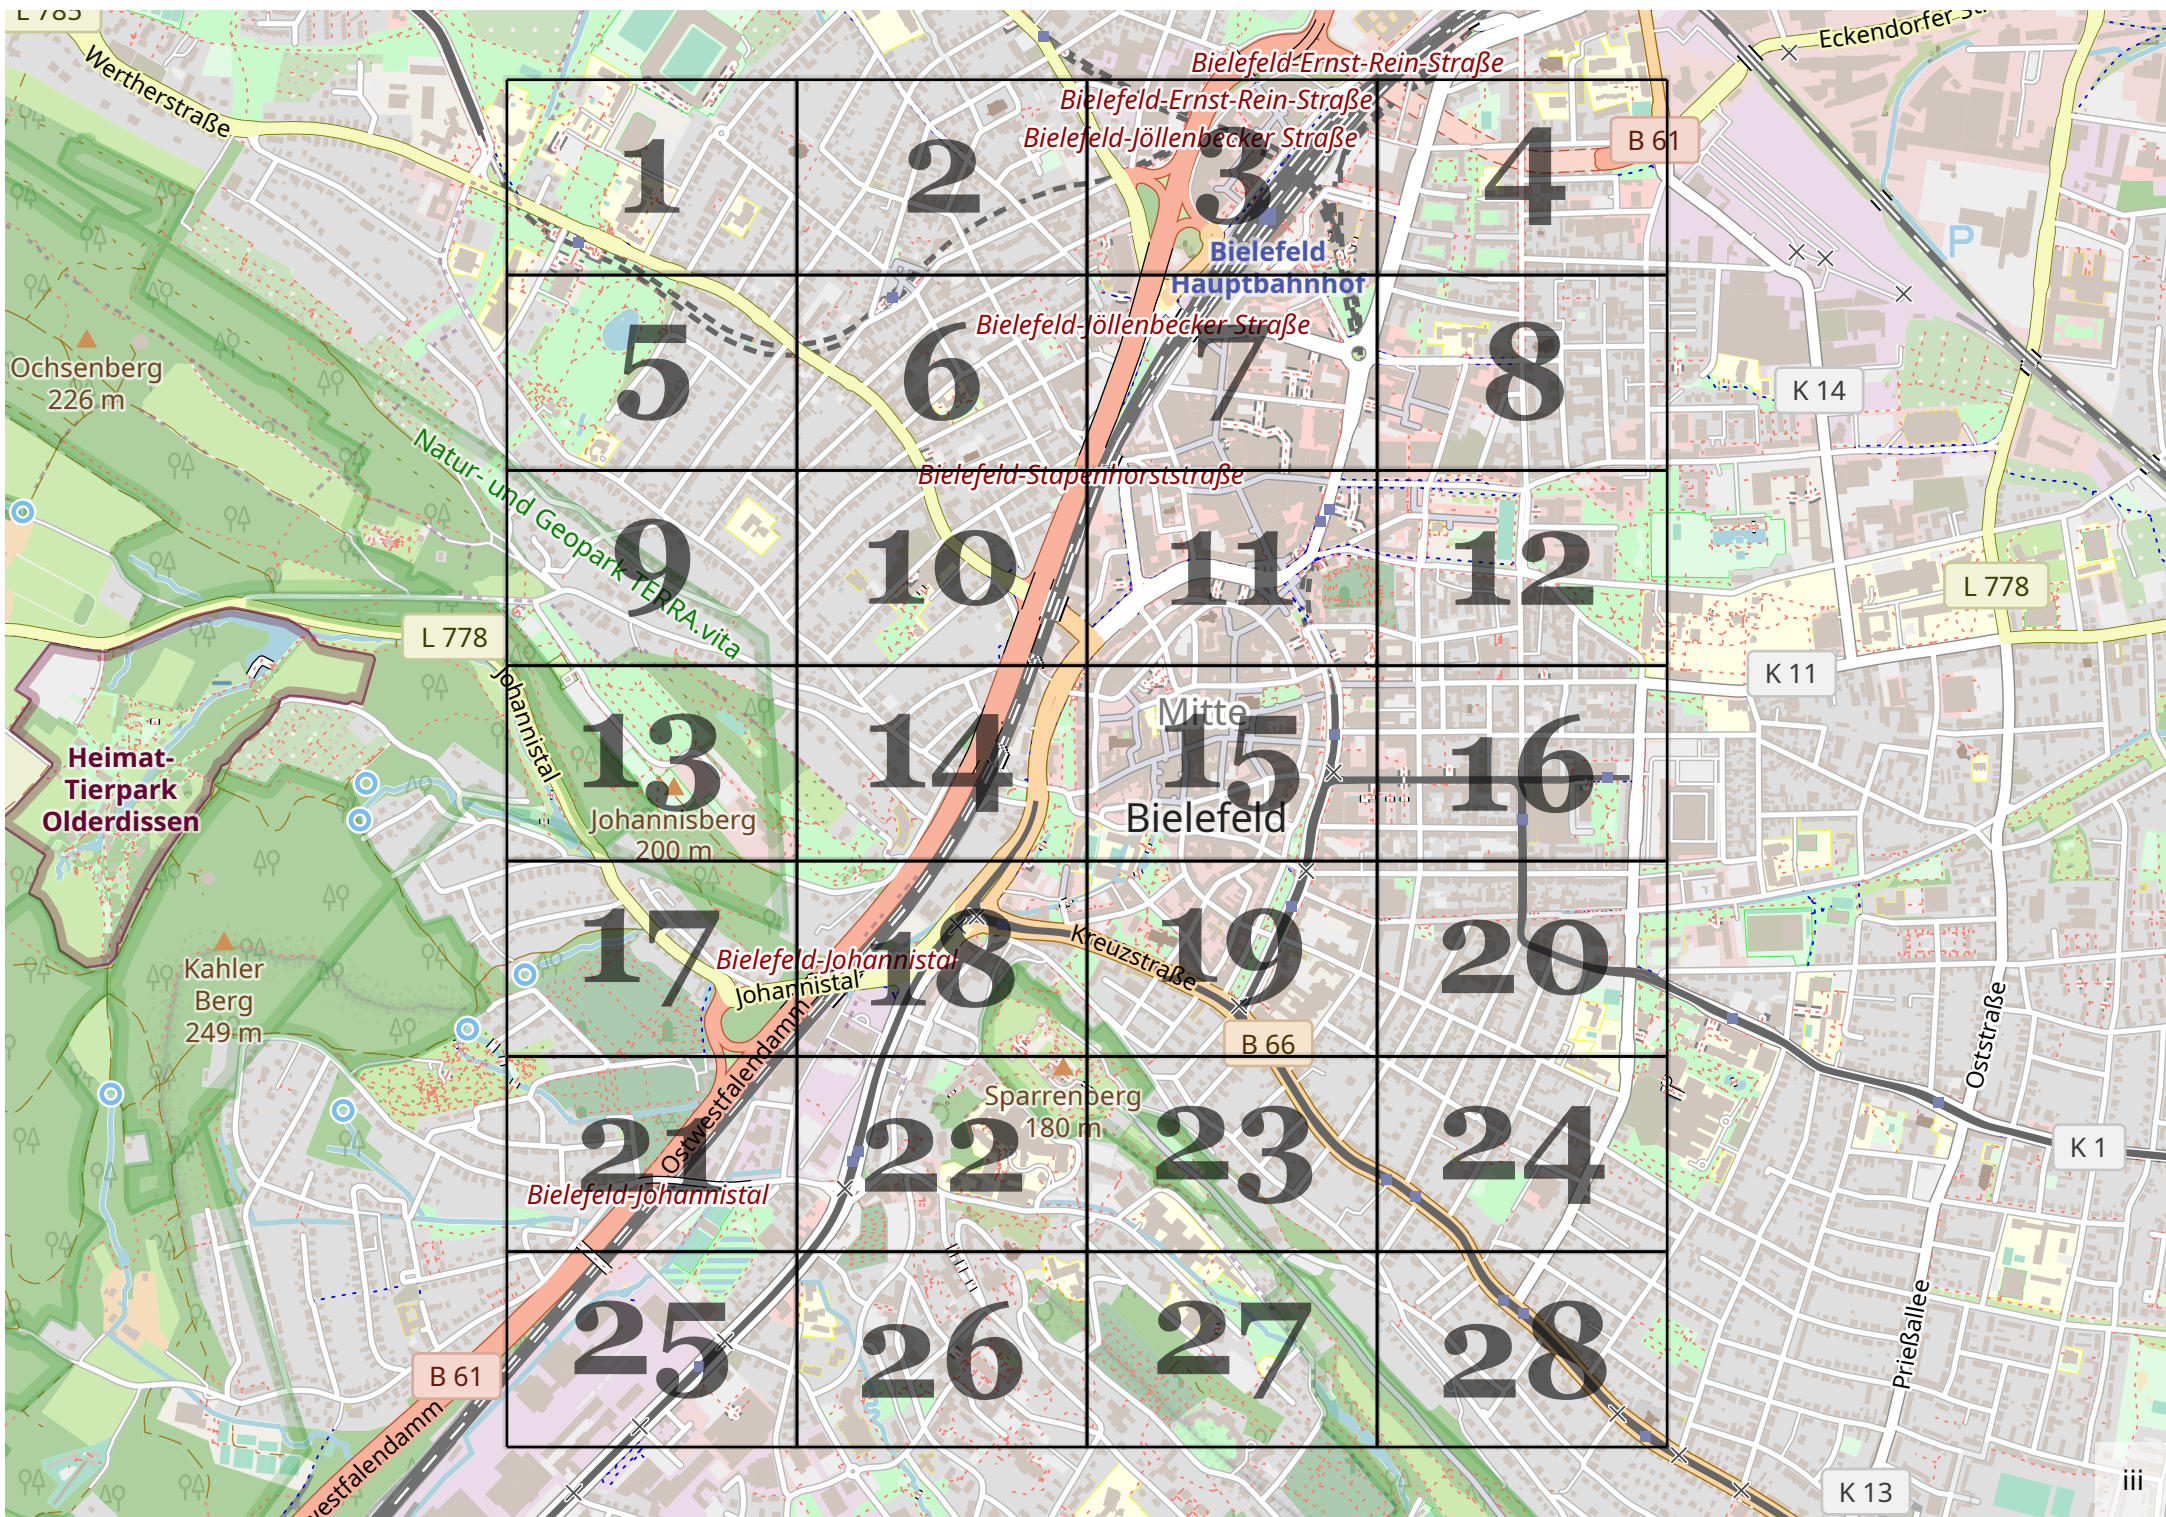 L 785
Wertherstraße
Eckendorfer Str
Bielefeld-Ernst-Rein-Straße
Bielefeld-Ernst-Rein-Straße
Bielefeld-Jöllenbecker Straße
B 61
1
2
3
4
P
Bielefeld
Hauptbahnhof
Bielefeld-Jöllenbecker Straße
Ochsenberg
226 m
5
6
7
8
K 14
Natur- und Geopark TERRA.vita
Bielefeld-Stapenhorststraße
9
10
11
12
L 778
L 778
K 11
Johannistal
Mitte
13
14
15
16
Heimat-
Tierpark
Olderdissen
Johannisberg
200 m
Bielefeld
17
18
19
20
Kahler
Berg
249 m
Bielefeld-Johannistal
Johannistal
Kreuzstraße
B 66
Oststraße
Ostwestfalendamm
Sparrenberg
180 m
21
22
23
24
K 1
Bielefeld-Johannistal
25
26
27
28
B 61
Prießallee
westfalendamm
K 13
iii